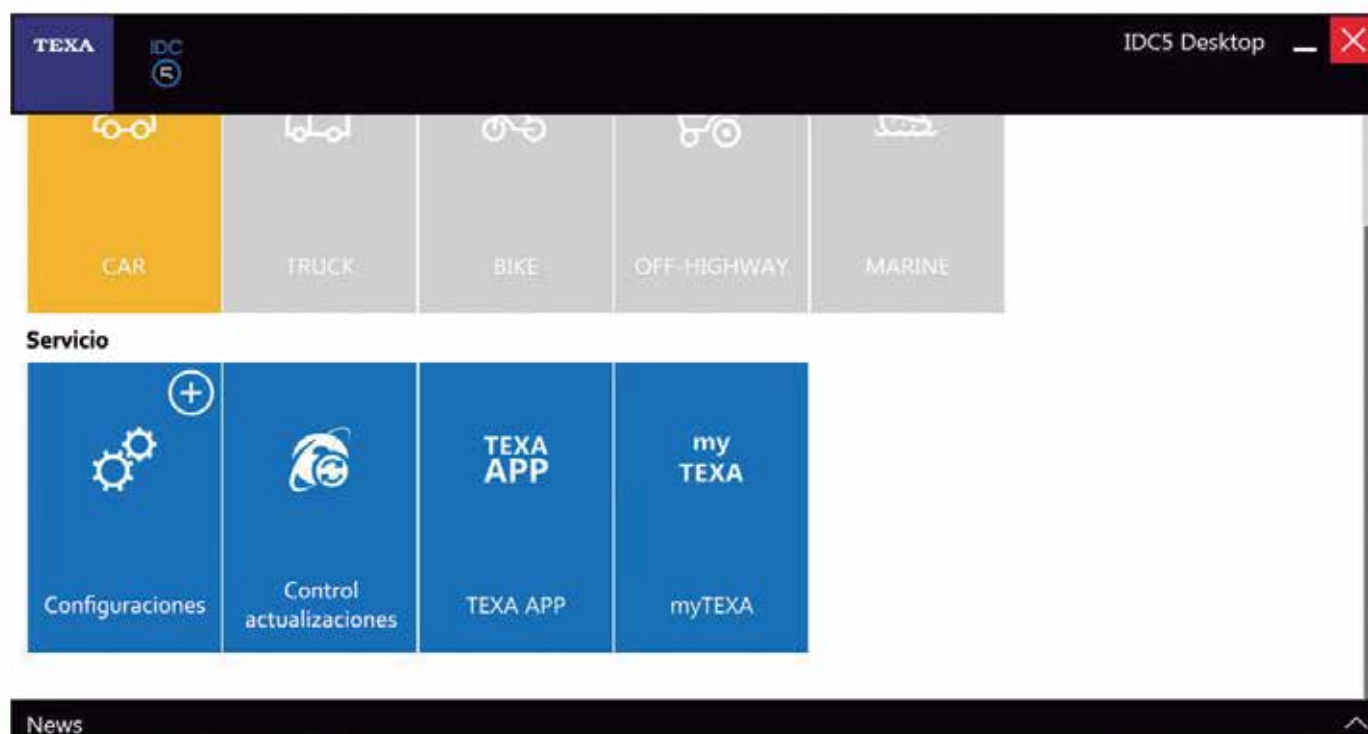 TEXA
IDC
5
IDC5 Desktop
CAR
TRUCK
BIKE
OFF-HIGHWAY
MARINE
Servicio
TEXA
APP
my
TEXA
Configuraciones
Control
actualizaciones
TEXA APP
myTEXA
News